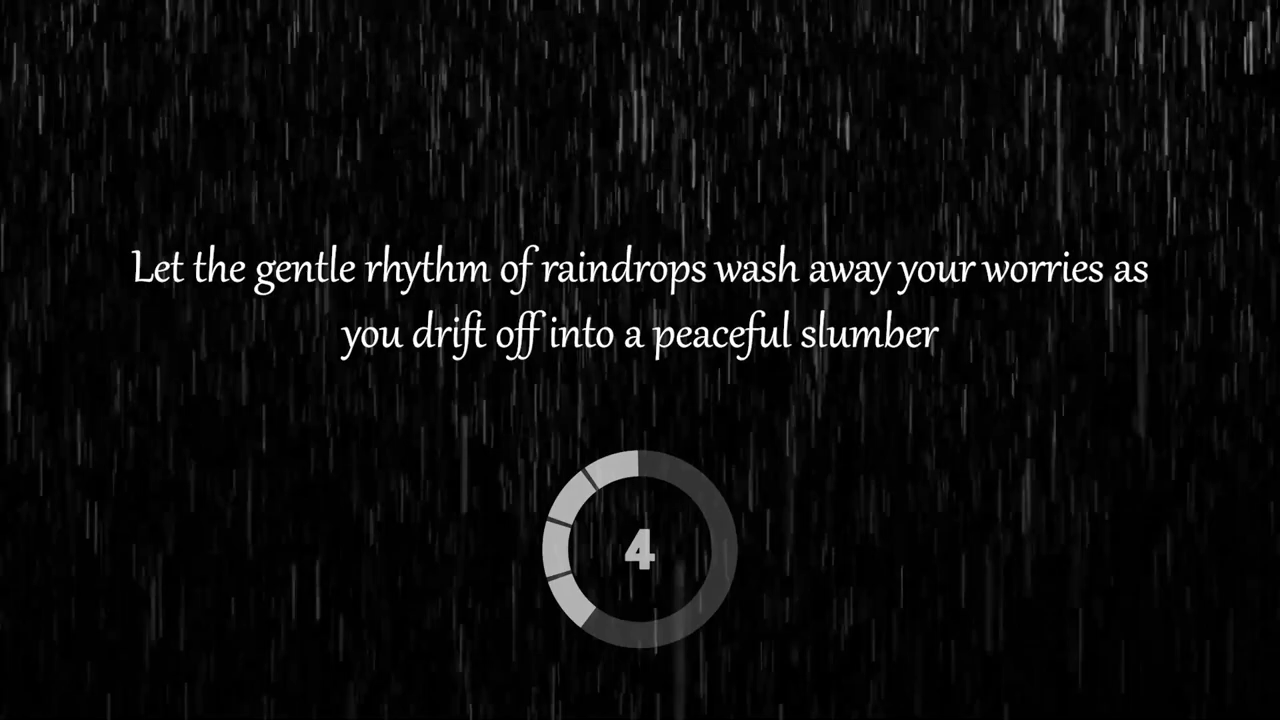 Let the gentle rhythm of raindrops wash away your worries as
you drift off into a peaceful slumber
4